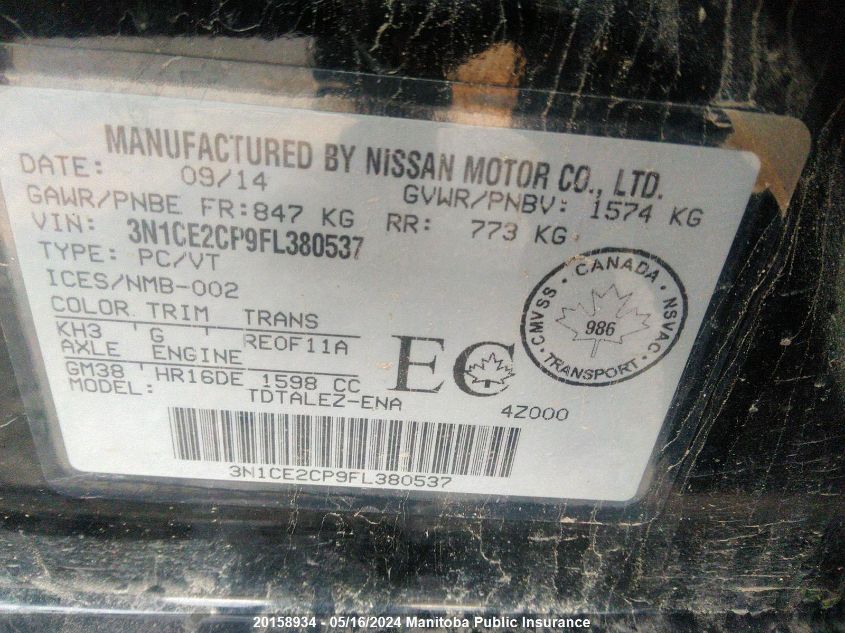 MANUFACTURED BY NISSAN MOTOR CO., LTD.
DATE: 09/14 GVWR/PNBV: 1574 KG
GAWR/PNBE FR: 847 KG RR: 773 KG
VIN: 3N1CE2CP9FL380537
TYPE: PC/VT
ICES/NMB-002
COLOR TRIM TRANS
KH3 G RE0F11A
AXLE ENGINE
GM38 HR16DE 1598 CC
MODEL: TDTALEZ-ENA
EC
4Z000
CANADA
CMVSS 986 NSVAC
TRANSPORT
3N1CE2CP9FL380537
20158934 - 05/16/2024 Manitoba Public Insurance